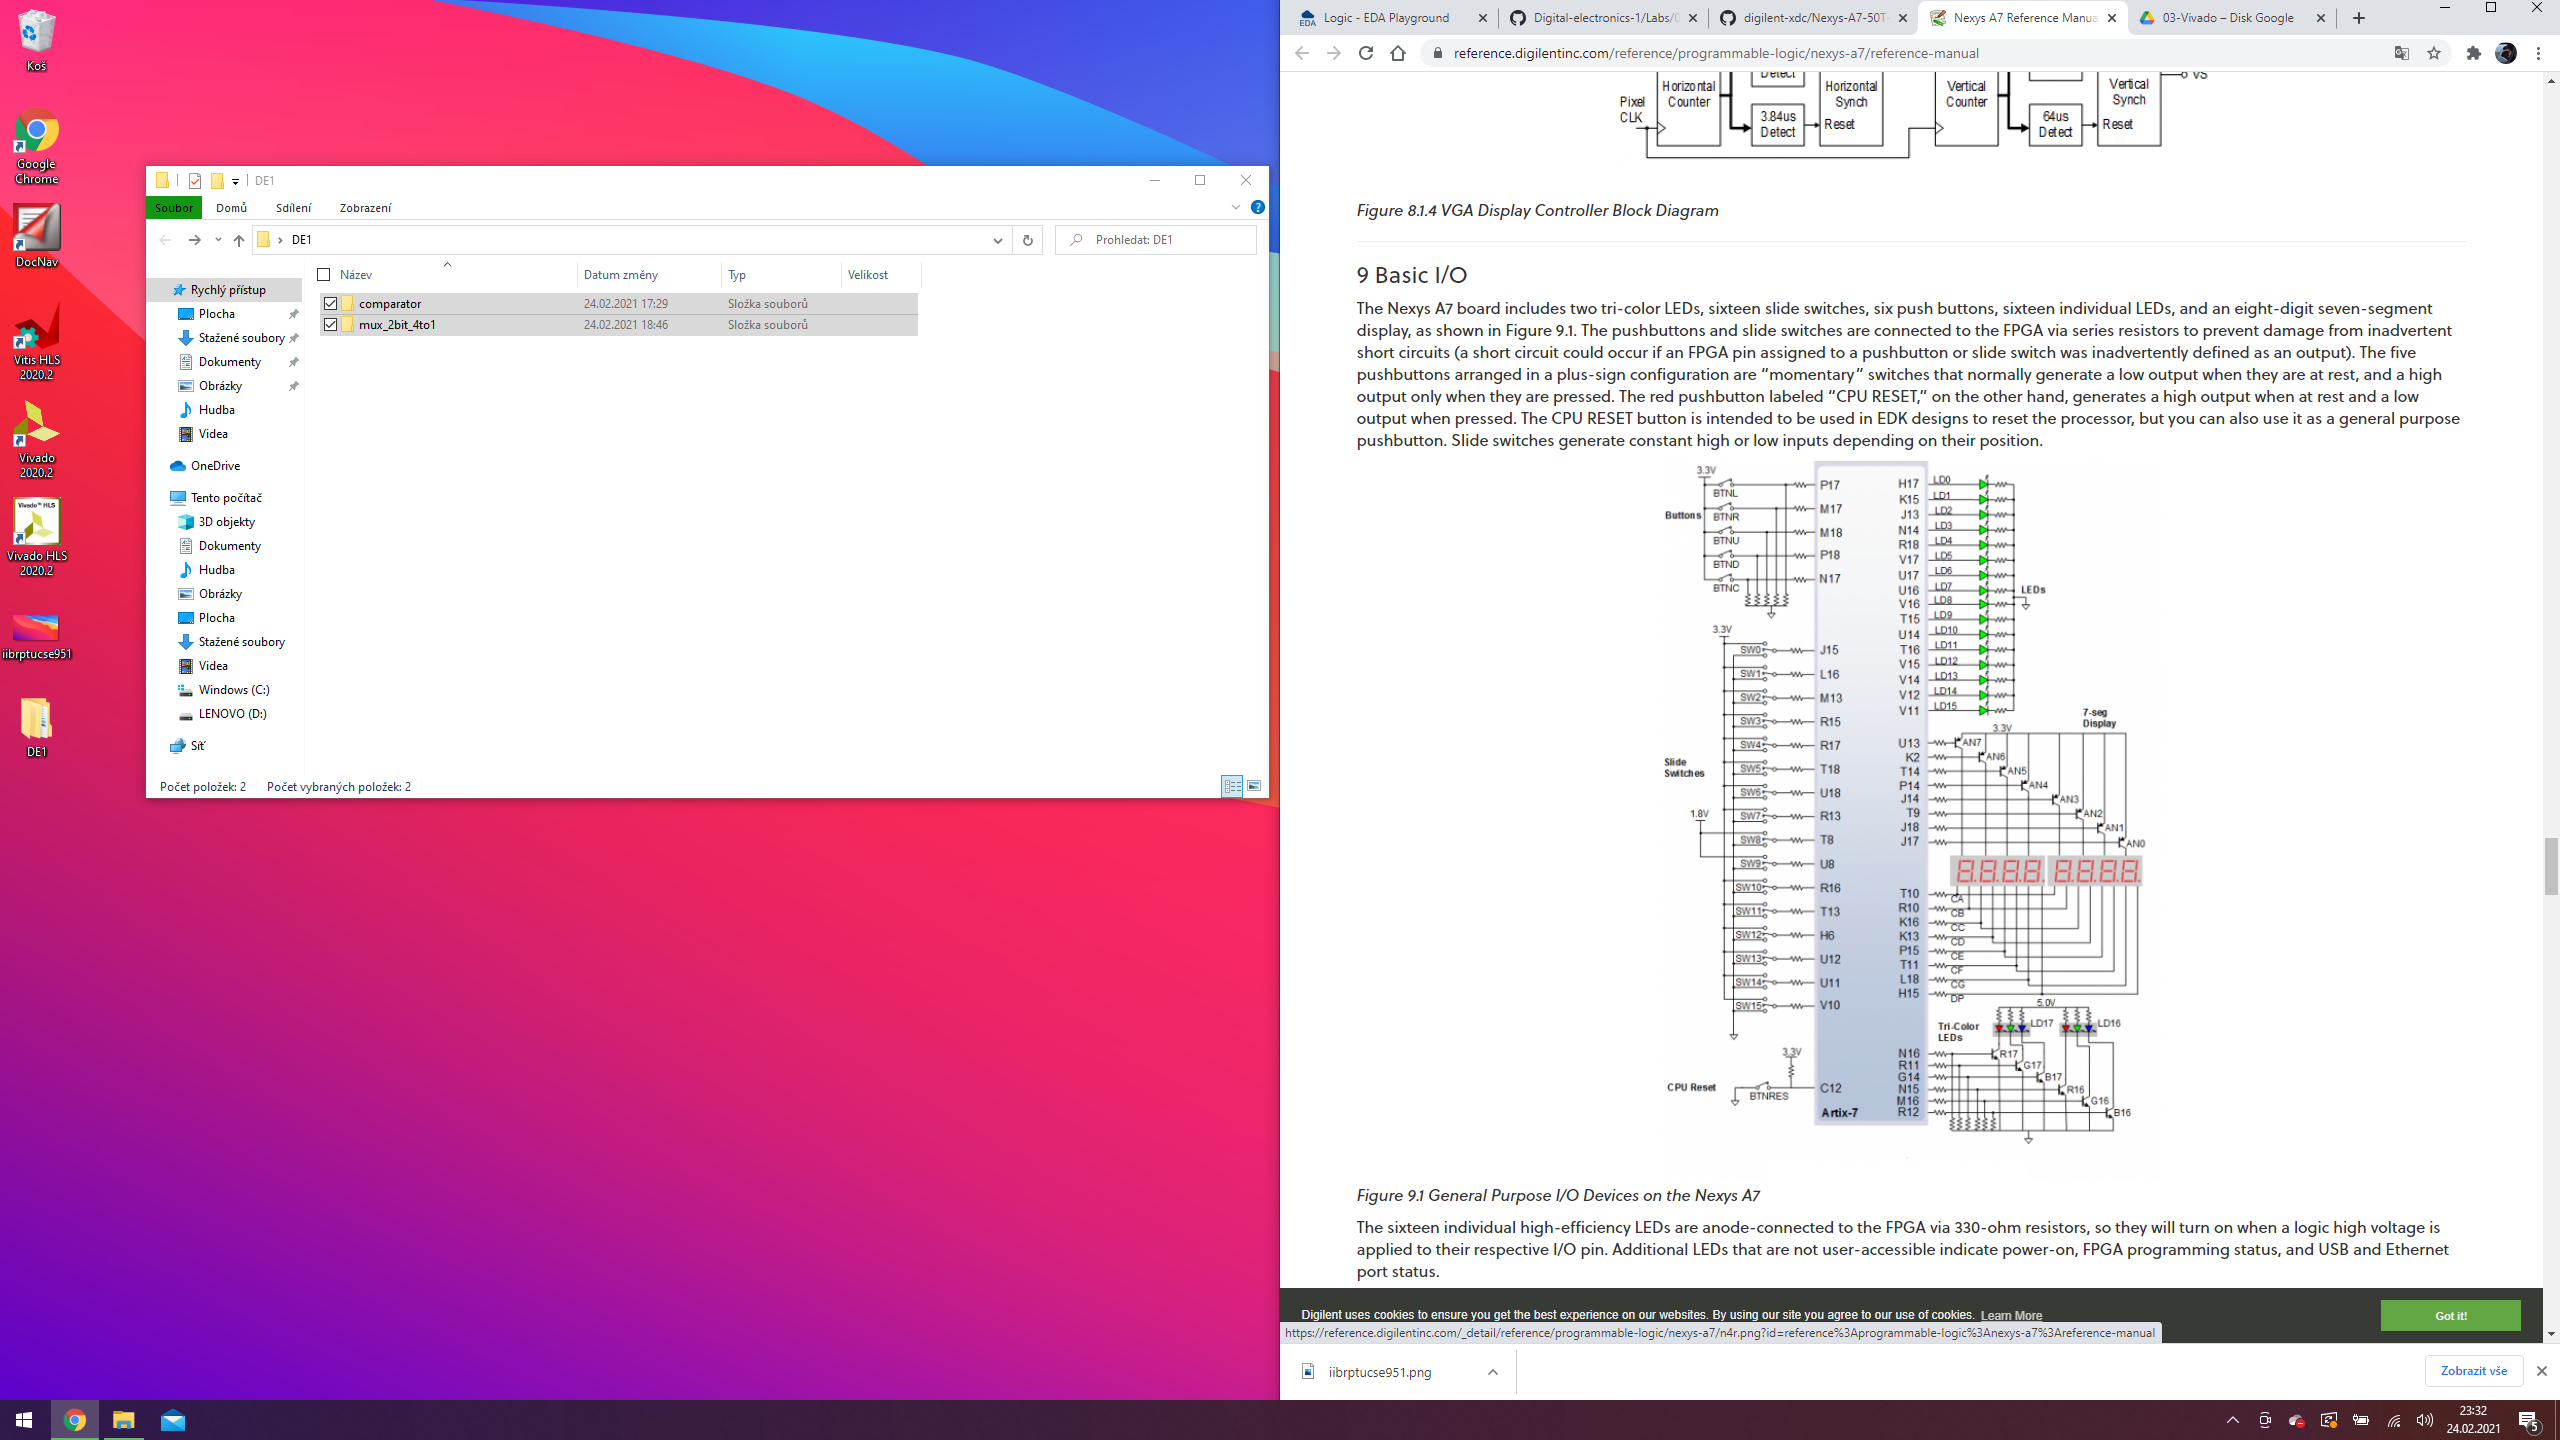 Koš
Google Chrome
DocNav
Vitis HLS 2020.2
Vivado 2020.2
Vivado™ HLS
Vivado HLS 2020.2
iibrptucse951
DE1
DE1
Soubor Domů Sdílení Zobrazení
DE1
Prohledat: DE1
Název Datum změny Typ Velikost
comparator 24.02.2021 17:29 Složka souborů
mux_2bit_4to1 24.02.2021 18:46 Složka souborů
Rychlý přístup
Plocha
Stažené soubory
Dokumenty
Obrázky
Hudba
Videa
OneDrive
Tento počítač
3D objekty
Dokumenty
Hudba
Obrázky
Plocha
Stažené soubory
Videa
Windows (C:)
LENOVO (D:)
Síť
Počet položek: 2 Počet vybraných položek: 2
EDA Logic - EDA Playground
Digital-electronics-1/Labs/
digilent-xdc/Nexys-A7-50T
Nexys A7 Reference Manua
03-Vivado – Disk Google
reference.digilentinc.com/reference/programmable-logic/nexys-a7/reference-manual
Pixel CLK
Horizontal Counter
Detect
3.84us Detect
Horizontal Synch
Reset
Vertical Counter
64us Detect
Vertical Synch
Reset
VS
Figure 8.1.4 VGA Display Controller Block Diagram
9 Basic I/O
The Nexys A7 board includes two tri-color LEDs, sixteen slide switches, six push buttons, sixteen individual LEDs, and an eight-digit seven-segment
display, as shown in Figure 9.1. The pushbuttons and slide switches are connected to the FPGA via series resistors to prevent damage from inadvertent
short circuits (a short circuit could occur if an FPGA pin assigned to a pushbutton or slide switch was inadvertently defined as an output). The five
pushbuttons arranged in a plus-sign configuration are “momentary” switches that normally generate a low output when they are at rest, and a high
output only when they are pressed. The red pushbutton labeled “CPU RESET,” on the other hand, generates a high output when at rest and a low
output when pressed. The CPU RESET button is intended to be used in EDK designs to reset the processor, but you can also use it as a general purpose
pushbutton. Slide switches generate constant high or low inputs depending on their position.
3.3V
Buttons
BTNL P17
BTNR M17
BTNU M18
BTND P18
BTNC N17
3.3V
Slide Switches
1.8V
SW0 J15
SW1 L16
SW2 M13
SW3 R15
SW4 R17
SW5 T18
SW6 U18
SW7 R13
SW8 T8
SW9 U8
SW10 R16
SW11 T13
SW12 H6
SW13 U12
SW14 U11
SW15 V10
CPU Reset
3.3V
BTNRES C12
Artix-7
H17 LD0
K15 LD1
J13 LD2
N14 LD3
R18 LD4
V17 LD5
U17 LD6
U16 LD7
V16 LD8
T15 LD9
U14 LD10
T16 LD11
V15 LD12
V14 LD13
V12 LD14
V11 LD15
LEDs
7-seg Display
3.3V
U13 AN7
K2 AN6
T14 AN5
P14 AN4
J14 AN3
T9 AN2
J18 AN1
J17 AN0
8.8.8.8. 8.8.8.8.
T10 CA
R10 CB
K16 CC
K13 CD
P15 CE
T11 CF
L18 CG
H15 DP
5.0V
Tri-Color LEDs
LD17 LD16
N16 R17
R11 G17
G14 B17
N15 R16
M16 G16
R12 B16
Figure 9.1 General Purpose I/O Devices on the Nexys A7
The sixteen individual high-efficiency LEDs are anode-connected to the FPGA via 330-ohm resistors, so they will turn on when a logic high voltage is
applied to their respective I/O pin. Additional LEDs that are not user-accessible indicate power-on, FPGA programming status, and USB and Ethernet
port status.
Digilent uses cookies to ensure you get the best experience on our websites. By using our site you agree to our use of cookies. Learn More
Got it!
https://reference.digilentinc.com/_detail/reference/programmable-logic/nexys-a7/n4r.png?id=reference%3Aprogrammable-logic%3Anexys-a7%3Areference-manual
iibrptucse951.png
Zobrazit vše
23:32
24.02.2021
5